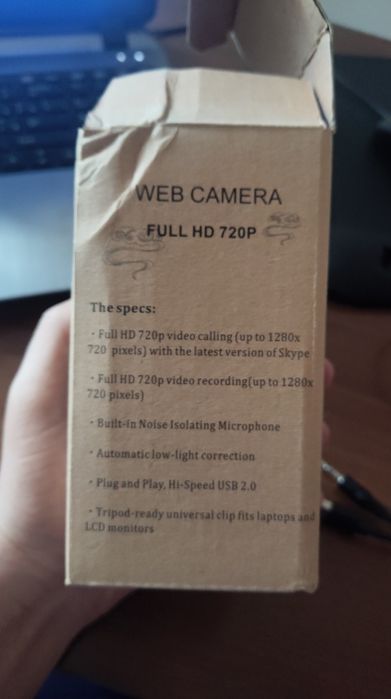 WEB CAMERA
FULL HD 720P
The specs:
· Full HD 720p video calling (up to 1280x
720 pixels) with the latest version of Skype
· Full HD 720p video recording(up to 1280x
720 pixels)
· Built-in Noise Isolating Microphone
· Automatic low-light correction
· Plug and Play, Hi-Speed USB 2.0
· Tripod-ready universal clip fits laptops and
LCD monitors